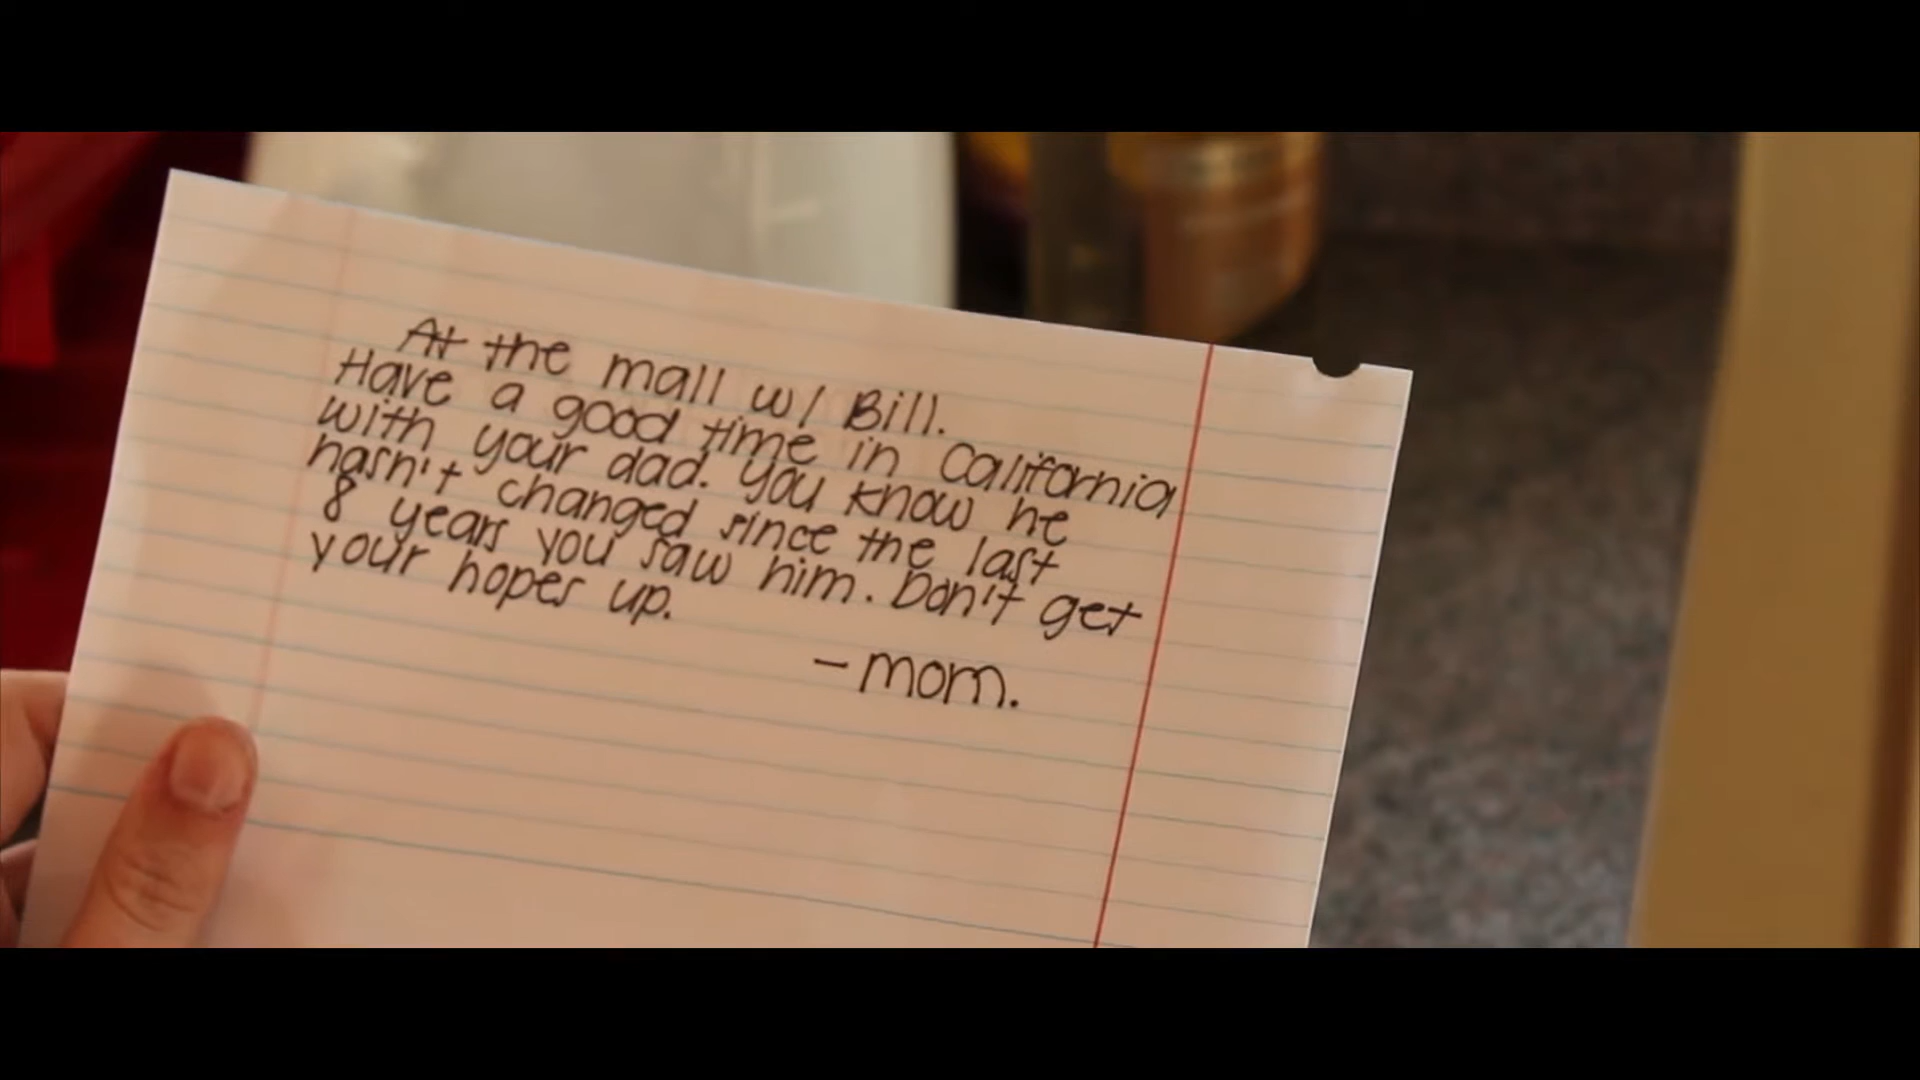 At the mall w/ Bill.
Have a good time in California
with your dad. You know he
hasn't changed since the last
8 years you saw him. Don't get
your hopes up.
- mom.